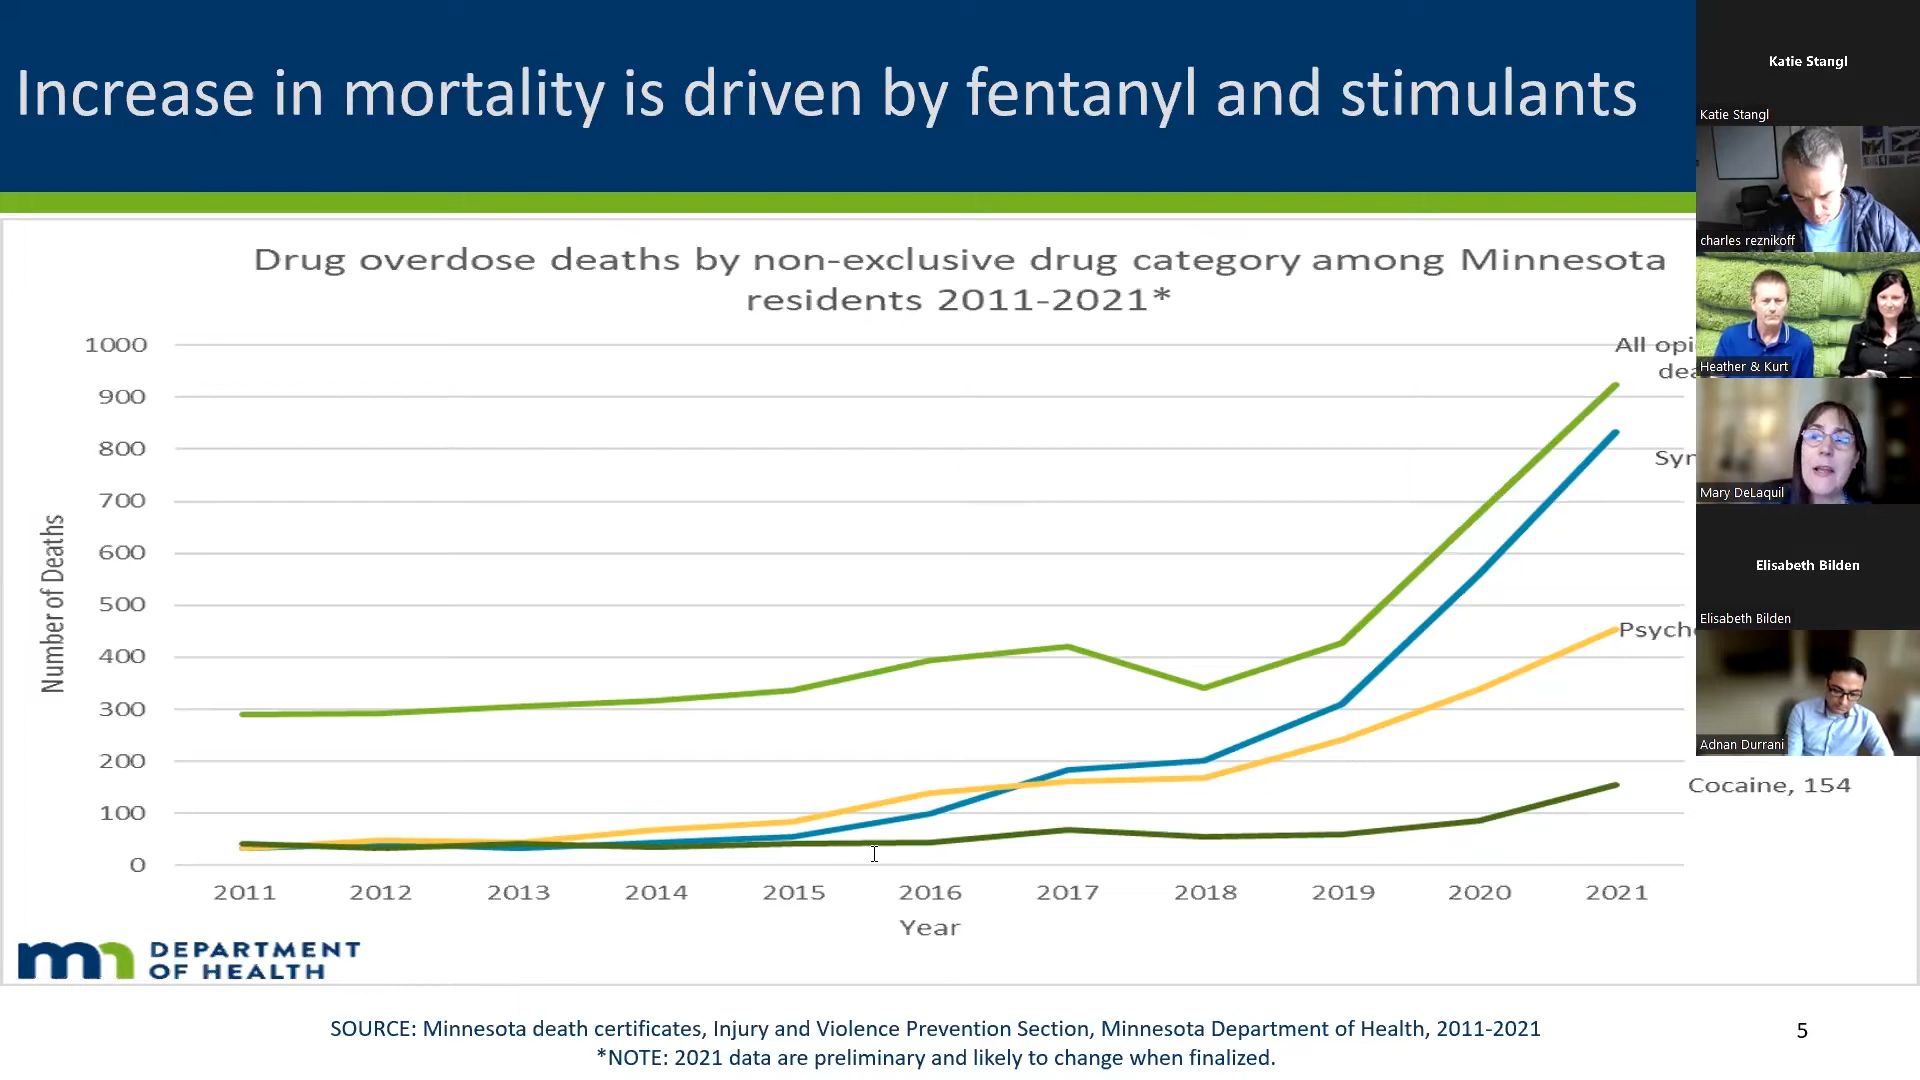 Increase in mortality is driven by fentanyl and stimulants
Drug overdose deaths by non-exclusive drug category among Minnesota
residents 2011-2021*
1000
900
800
700
600
500
400
300
200
100
0
Number of Deaths
All
Cocaine, 154
2011 2012 2013 2014 2015 2016 2017 2018 2019 2020 2021
Year
mn DEPARTMENT
OF HEALTH
SOURCE: Minnesota death certificates, Injury and Violence Prevention Section, Minnesota Department of Health, 2011-2021
*NOTE: 2021 data are preliminary and likely to change when finalized.
5
Katie Stangl
Katie Stangl
charles reznikoff
Heather & Kurt
Mary DeLaquil
Elisabeth Bilden
Elisabeth Bilden
Adnan Durrani